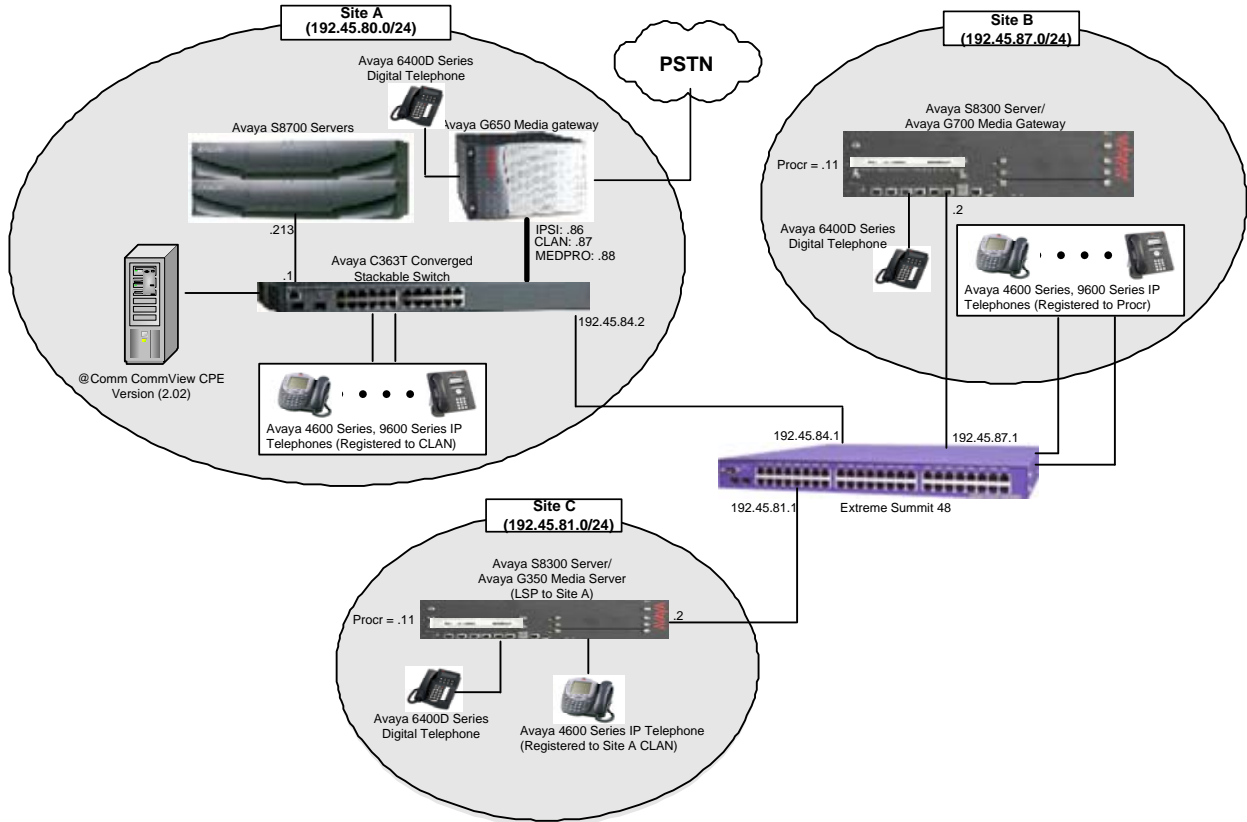 Site A
(192.45.80.0/24)
Avaya 6400D Series
Digital Telephone
PSTN
Avaya S8700 Servers
Avaya G650 Media gateway
.213
IPSI: .86
CLAN: .87
MEDPRO: .88
.1
Avaya C363T Converged
Stackable Switch
192.45.84.2
@Comm CommView CPE
Version (2.02)
Avaya 4600 Series, 9600 Series IP
Telephones (Registered to CLAN)
Site B
(192.45.87.0/24)
Avaya S8300 Server/
Avaya G700 Media Gateway
Procr = .11
.2
Avaya 6400D Series
Digital Telephone
Avaya 4600 Series, 9600 Series IP
Telephones (Registered to Procr)
192.45.84.1
192.45.87.1
192.45.81.1
Extreme Summit 48
Site C
(192.45.81.0/24)
Avaya S8300 Server/
Avaya G350 Media Server
(LSP to Site A)
Procr = .11
.2
Avaya 6400D Series
Digital Telephone
Avaya 4600 Series IP Telephone
(Registered to Site A CLAN)